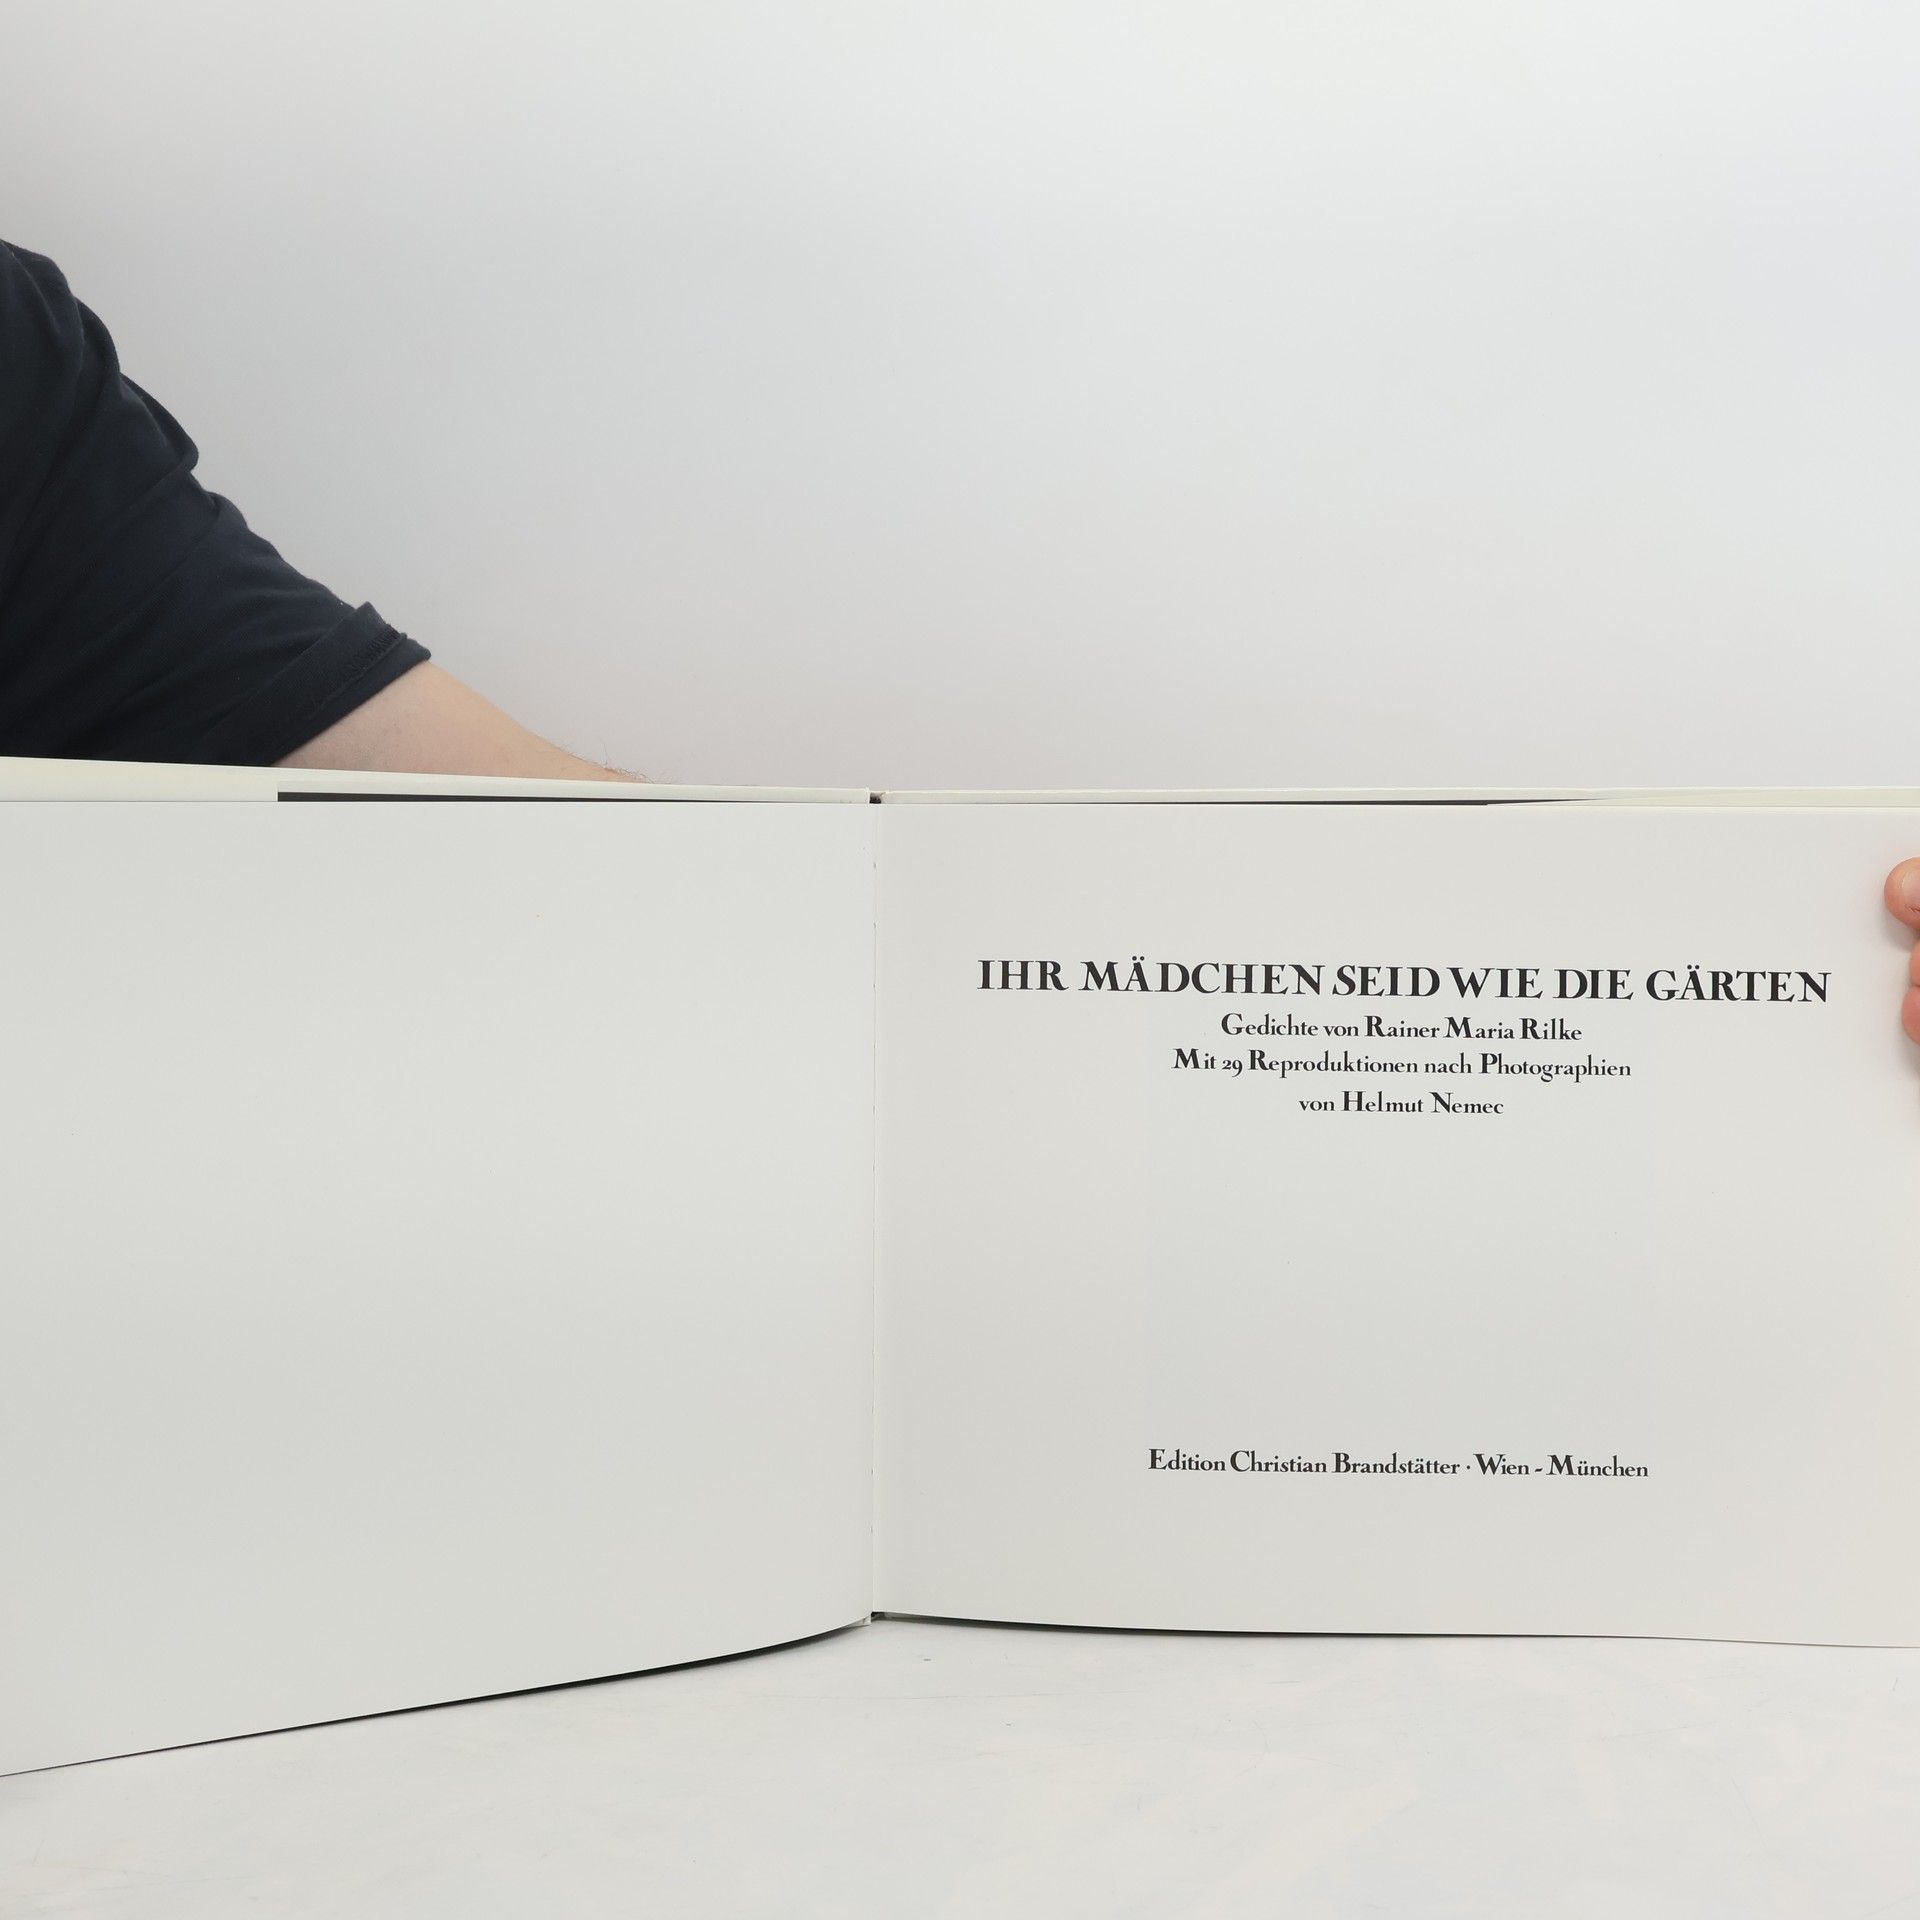 IHR MÄDCHEN SEID WIE DIE GÄRTEN
Gedichte von Rainer Maria Rilke
Mit 29 Reproduktionen nach Photographien
von Helmut Nemec
Edition Christian Brandstätter · Wien - München